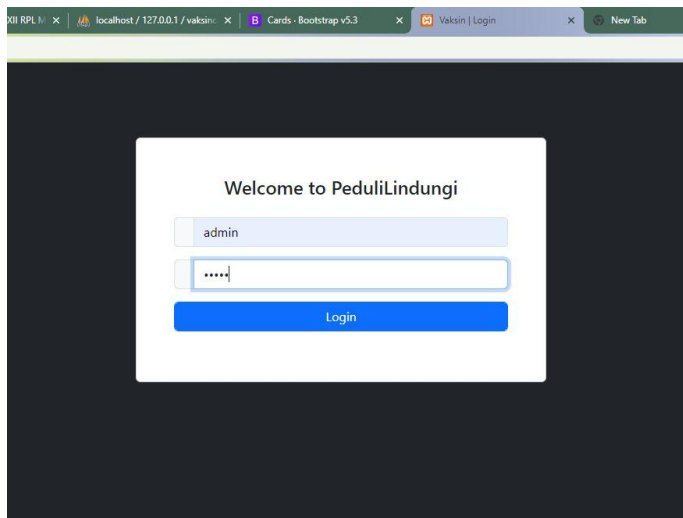 XII RPL M
localhost / 127.0.0.1 / vaksin
B Cards · Bootstrap v5.3
Vaksin | Login
New Tab
Welcome to PeduliLindungi
admin
•••••
Login